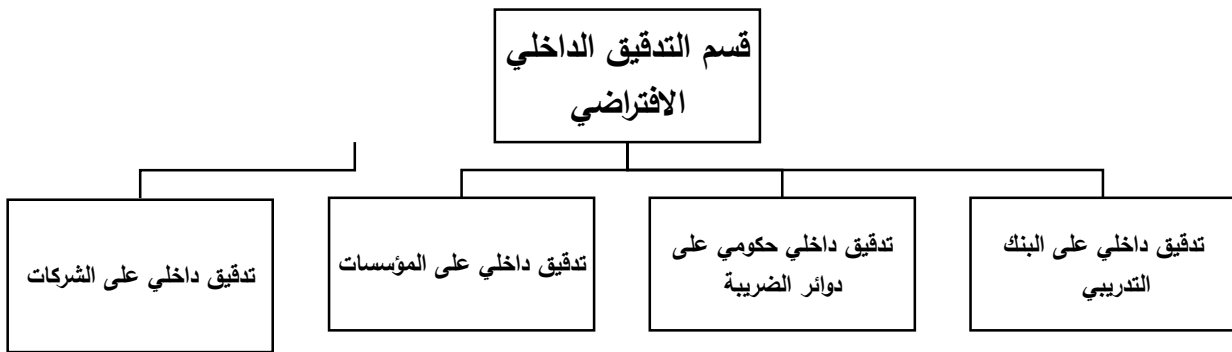 قسم التدقيق الداخلي
الافتراضي
تدقيق داخلي على البنك
التدريبي
تدقيق داخلي حكومي على
دوائر الضريبة
تدقيق داخلي على المؤسسات
تدقيق داخلي على الشركات